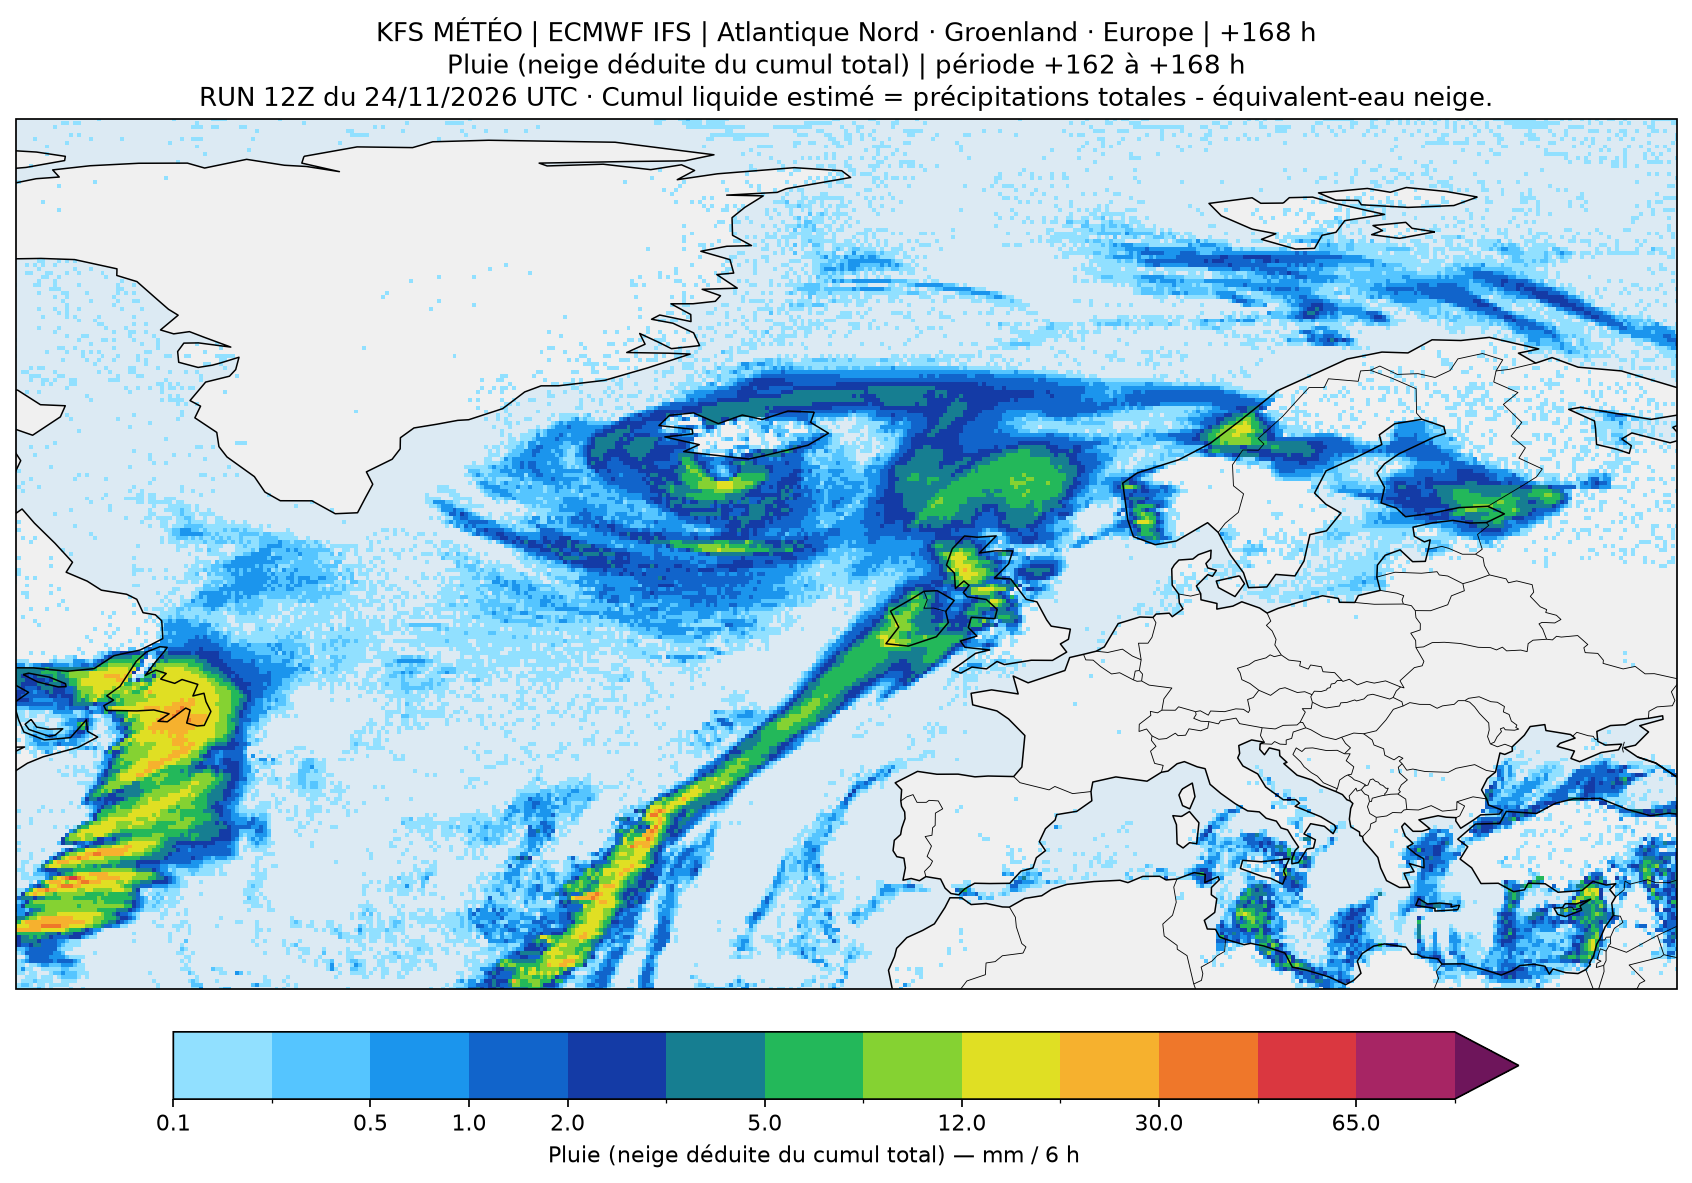 KFS MÉTÉO | ECMWF IFS | Atlantique Nord · Groenland · Europe | +168 h
Pluie (neige déduite du cumul total) | période +162 à +168 h
RUN 12Z du 24/11/2026 UTC · Cumul liquide estimé = précipitations totales - équivalent-eau neige.
0.1 0.5 1.0 2.0 5.0 12.0 30.0 65.0
Pluie (neige déduite du cumul total) — mm / 6 h